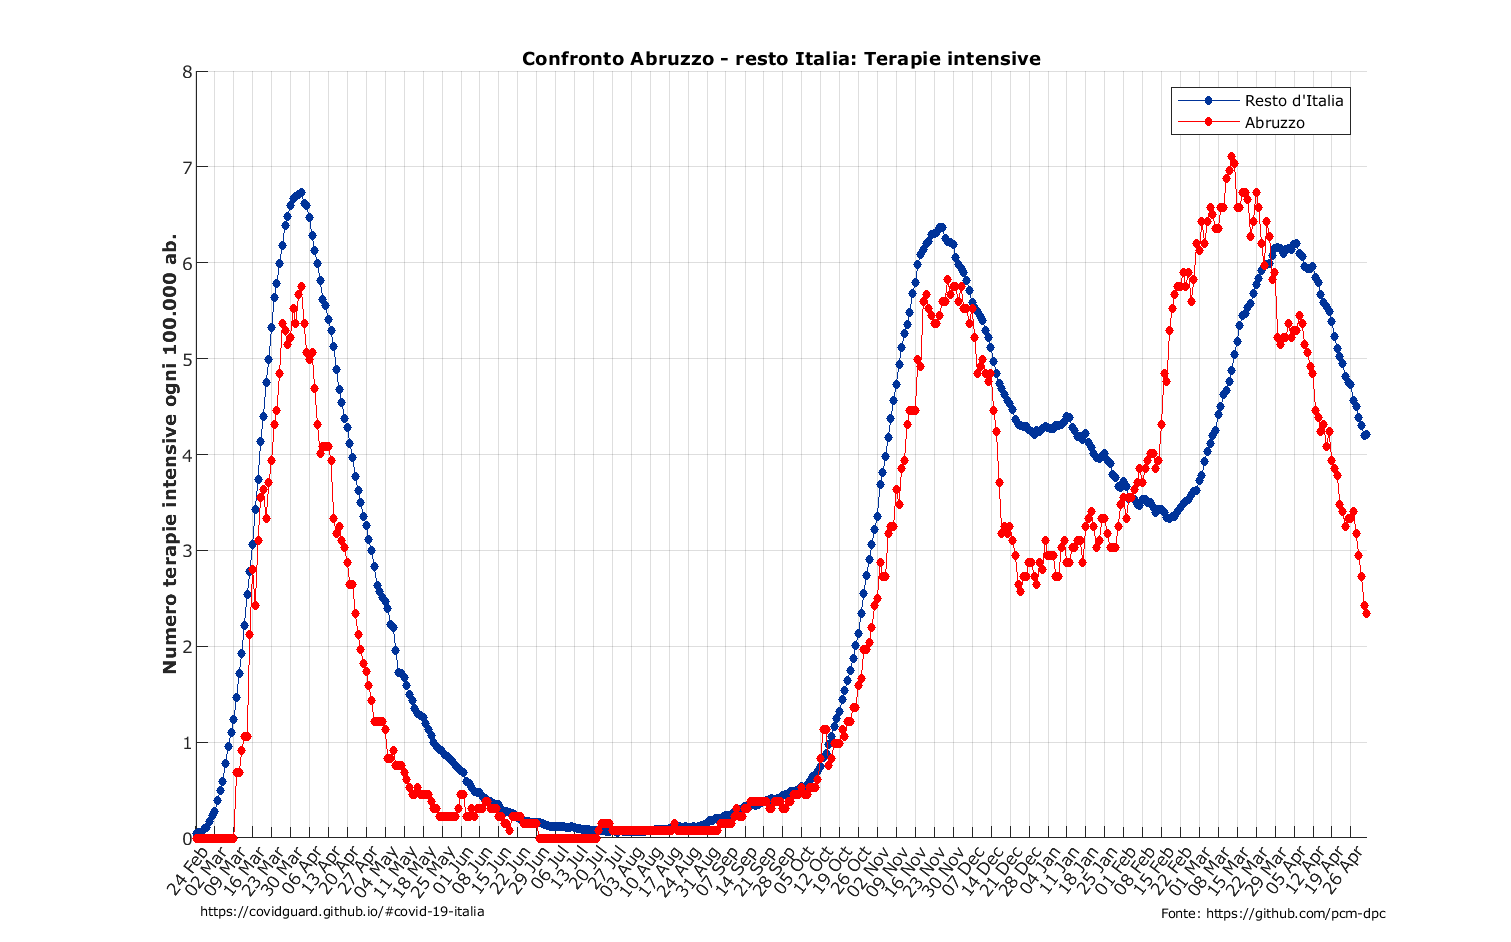 Confronto Abruzzo - resto Italia: Terapie intensive
Resto d'Italia
Abruzzo
Numero terapie intensive ogni 100.000 ab.
8
7
6
5
4
3
2
1
0
24 Feb
02 Mar
09 Mar
16 Mar
23 Mar
30 Mar
06 Apr
13 Apr
20 Apr
27 Apr
04 May
11 May
18 May
25 May
01 Jun
08 Jun
15 Jun
22 Jun
29 Jun
06 Jul
13 Jul
20 Jul
27 Jul
03 Aug
10 Aug
17 Aug
24 Aug
31 Aug
07 Sep
14 Sep
21 Sep
28 Sep
05 Oct
12 Oct
19 Oct
26 Oct
02 Nov
09 Nov
16 Nov
23 Nov
30 Nov
07 Dec
14 Dec
21 Dec
28 Dec
04 Jan
11 Jan
18 Jan
25 Jan
01 Feb
08 Feb
15 Feb
22 Feb
01 Mar
08 Mar
15 Mar
22 Mar
29 Mar
05 Apr
12 Apr
19 Apr
26 Apr
https://covidguard.github.io/#covid-19-italia
Fonte: https://github.com/pcm-dpc